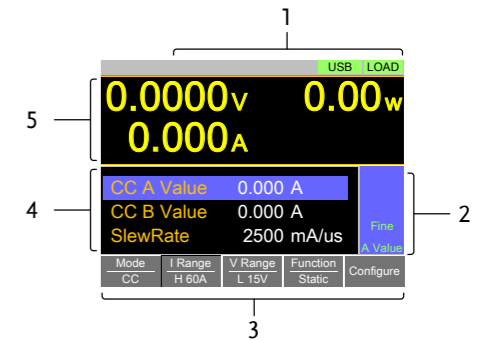 1
USB LOAD
0.0000V 0.00W
0.000A
5
CC A Value 0.000 A
CC B Value 0.000 A
SlewRate 2500 mA/us
4
Fine
A Value
2
Mode I Range V Range Function Configure
CC H 60A L 15V Static
3